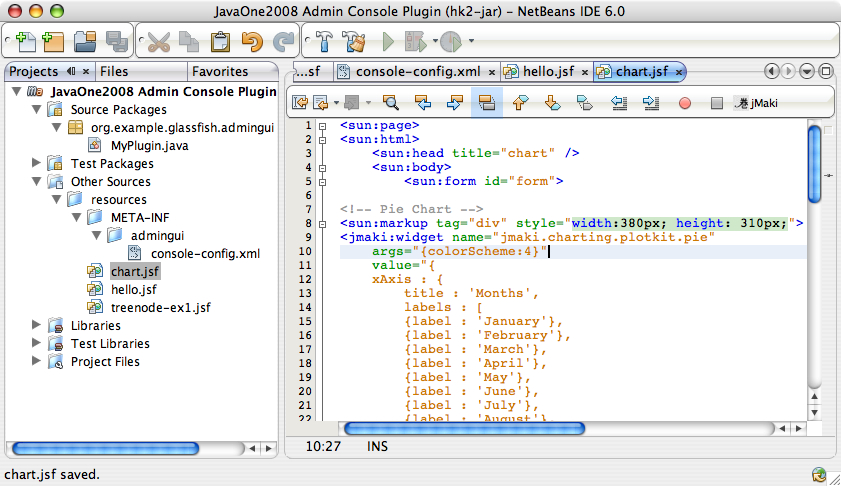 JavaOne2008 Admin Console Plugin (hk2-jar) – NetBeans IDE 6.0
Projects
Files
Favorites
...sf
console-config.xml
hello.jsf
chart.jsf
JavaOne2008 Admin Console Plugin
Source Packages
org.example.glassfish.admingui
MyPlugin.java
Test Packages
Other Sources
resources
META-INF
admingui
console-config.xml
chart.jsf
hello.jsf
treenode-ex1.jsf
Libraries
Test Libraries
Project Files
jMaki
1 <sun:page>
2 <sun:html>
3 <sun:head title="chart" />
4 <sun:body>
5 <sun:form id="form">
6
7 <!-- Pie Chart -->
8 <sun:markup tag="div" style="width:380px; height: 310px;">
9 <jmaki:widget name="jmaki.charting.plotkit.pie"
10 args="{colorScheme:4}"
11 value="{
12 xAxis : {
13 title : 'Months',
14 labels : [
15 {label : 'January'},
16 {label : 'February'},
17 {label : 'March'},
18 {label : 'April'},
19 {label : 'May'},
20 {label : 'June'},
21 {label : 'July'},
22 {label : 'August'},
10:27 INS
chart.jsf saved.